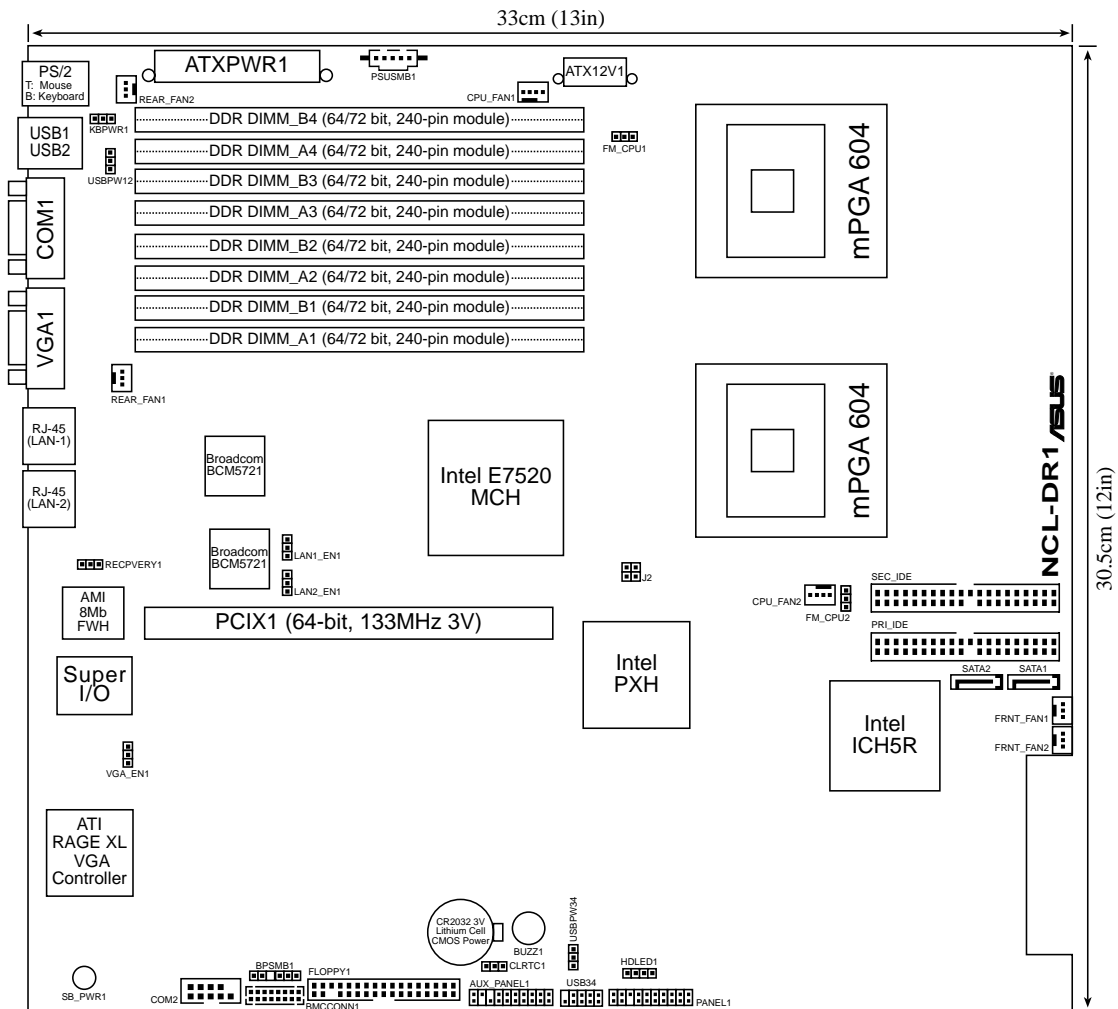 33cm (13in)
PS/2
T: Mouse
B: Keyboard
ATXPWR1
PSUSMB1
ATX12V1
REAR_FAN2
CPU_FAN1
KBPWR1
USB1
USB2
USBPW12
DDR DIMM_B4 (64/72 bit, 240-pin module)
DDR DIMM_A4 (64/72 bit, 240-pin module)
DDR DIMM_B3 (64/72 bit, 240-pin module)
DDR DIMM_A3 (64/72 bit, 240-pin module)
DDR DIMM_B2 (64/72 bit, 240-pin module)
DDR DIMM_A2 (64/72 bit, 240-pin module)
DDR DIMM_B1 (64/72 bit, 240-pin module)
DDR DIMM_A1 (64/72 bit, 240-pin module)
FM_CPU1
mPGA 604
COM1
VGA1
REAR_FAN1
mPGA 604
RJ-45
(LAN-1)
RJ-45
(LAN-2)
Broadcom
BCM5721
Intel E7520
MCH
NCL-DR1
ASUS
30.5cm (12in)
Broadcom
BCM5721
LAN1_EN1
LAN2_EN1
RECPVERY1
J2
AMI
8Mb
FWH
PCIX1 (64-bit, 133MHz 3V)
CPU_FAN2
FM_CPU2
SEC_IDE
PRI_IDE
Super
I/O
Intel
PXH
SATA2
SATA1
Intel
ICH5R
FRNT_FAN1
FRNT_FAN2
VGA_EN1
ATI
RAGE XL
VGA
Controller
CR2032 3V
Lithium Cell
CMOS Power
BUZZ1
USBPW34
CLRTC1
HDLED1
SB_PWR1
COM2
BPSMB1
BMCCONN1
FLOPPY1
AUX_PANEL1
USB34
PANEL1